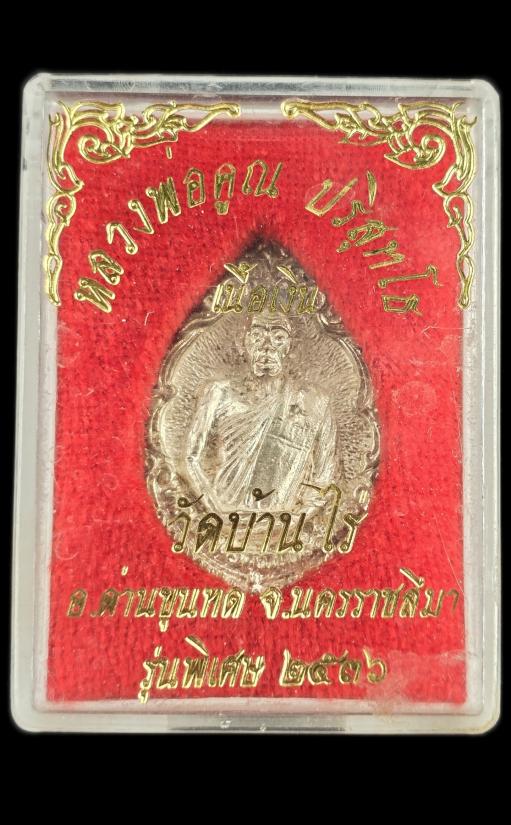 หลวงพ่อคูณ ปริสุทโธ
เนื้อเงิน
วัดบ้านไร่
อ.ด่านขุนทด จ.นครราชสีมา
รุ่นพิเศษ ๒๕๓๖